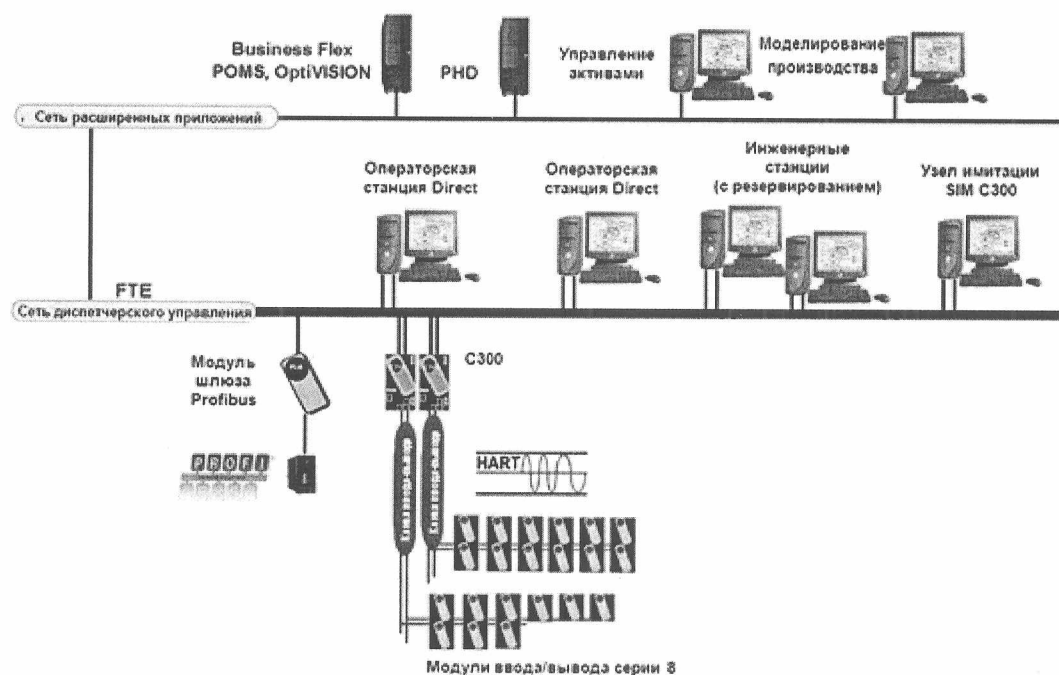 Business Flex
POMS, OptiVISION
PHD
Управление
активами
Моделирование
производства
Сеть расширенных приложений
Операторская
станция Direct
Операторская
станция Direct
Инженерные
станции
(с резервированием)
Узел имитации
SIM C300
FTE
Сеть диспетчерского управления
Модуль
шлюза
Profibus
C300
PROFI
HART
Модули ввода/вывода серии 8